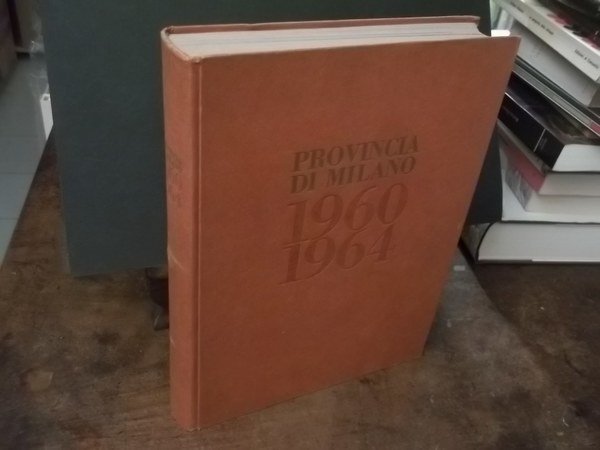 PROVINCIA
DI MILANO
1960
1964